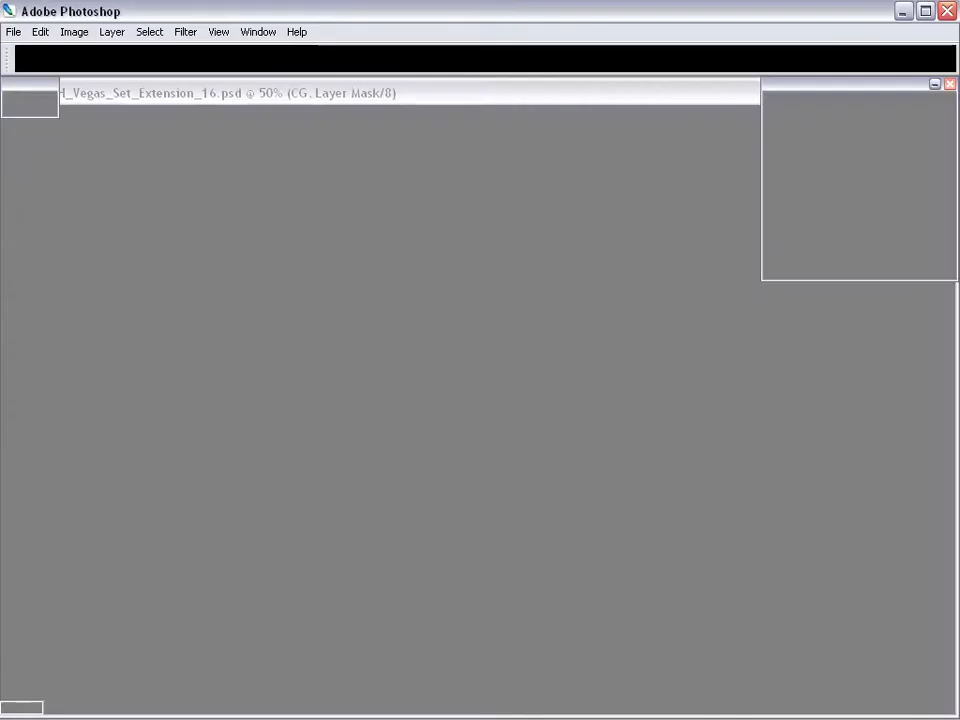 Adobe Photoshop
File Edit Image Layer Select Filter View Window Help
_Vegas_Set_Extension_16.psd @ 50% (CG, Layer Mask/8)